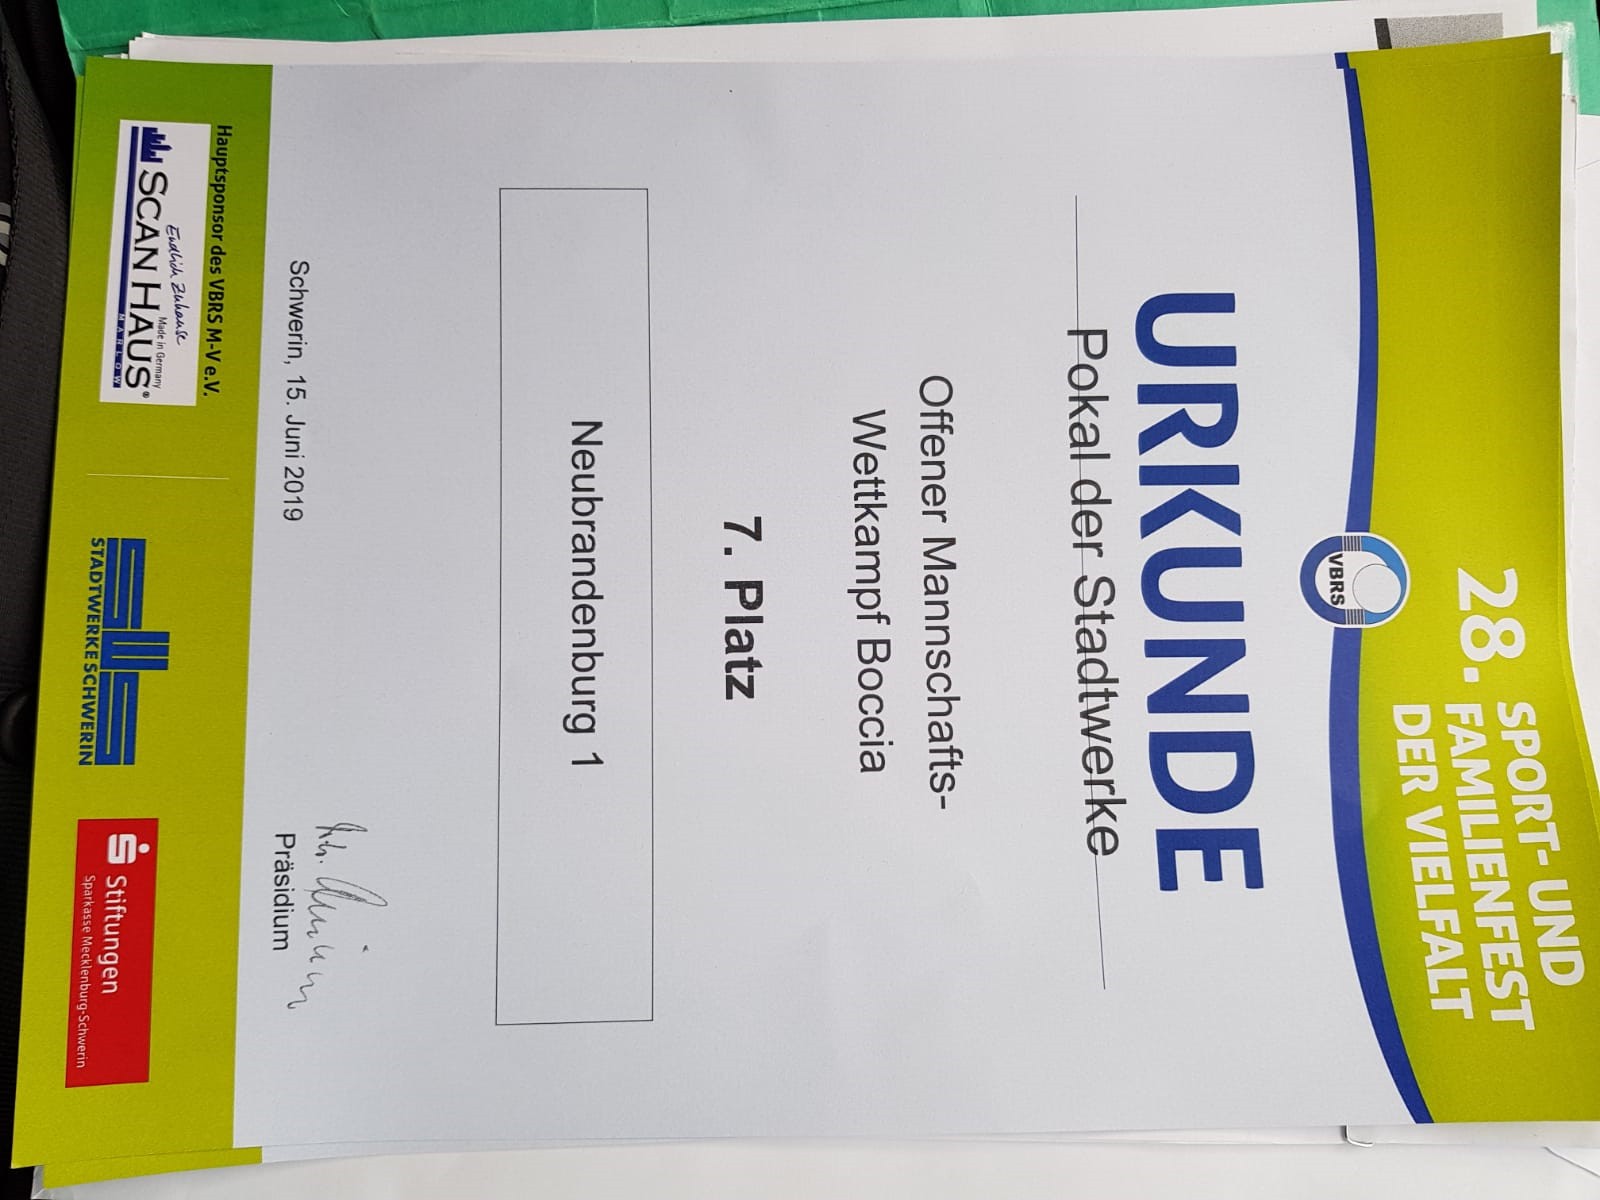 28. SPORT- UND
FAMILIENFEST
DER VIELFALT
VBRS
URKUNDE
Pokal der Stadtwerke
Offener Mannschafts-
Wettkampf Boccia
7. Platz
Neubrandenburg 1
Schwerin, 15. Juni 2019
Präsidium
Hauptsponsor des VBRS M-V e.V.
Endlich Zuhause
Made in Germany
SCANHAUS®
MARLOW
SWS
STADTWERKE SCHWERIN
Stiftungen
Sparkasse Mecklenburg-Schwerin